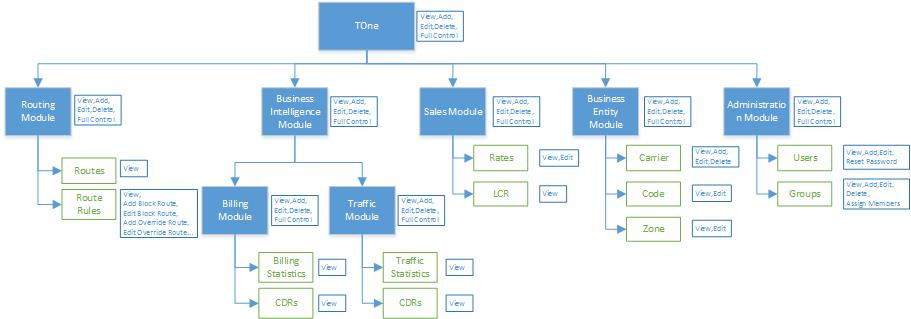 TOne
View,Add,
Edit,Delete,
Full Control
Routing
Module
View,Add,
Edit,Delete,
Full Control
Business
Intelligence
Module
View,Add,
Edit,Delete,
Full Control
Sales Module
View,Add,
Edit,Delete,
Full Control
Business
Entity
Module
View,Add,
Edit,Delete,
Full Control
Administratio
n Module
View,Add,
Edit,Delete,
Full Control
Routes
View
Route
Rules
View,
Add Block Route,
Edit Block Route,
Add Override Route,
Edit Override Route...
Billing
Module
View,Add,
Edit,Delete,
Full Control
Traffic
Module
View,Add,
Edit,Delete,
Full Control
Billing
Statistics
View
CDRs
View
Traffic
Statistics
View
CDRs
View
Rates
View,Edit
LCR
View
Carrier
View,Add,
Edit,Delete
Code
View,Edit
Zone
View,Edit
Users
View,Add,Edit,
Reset Password
Groups
View,Add,Edit,
Delete,
Assign Members